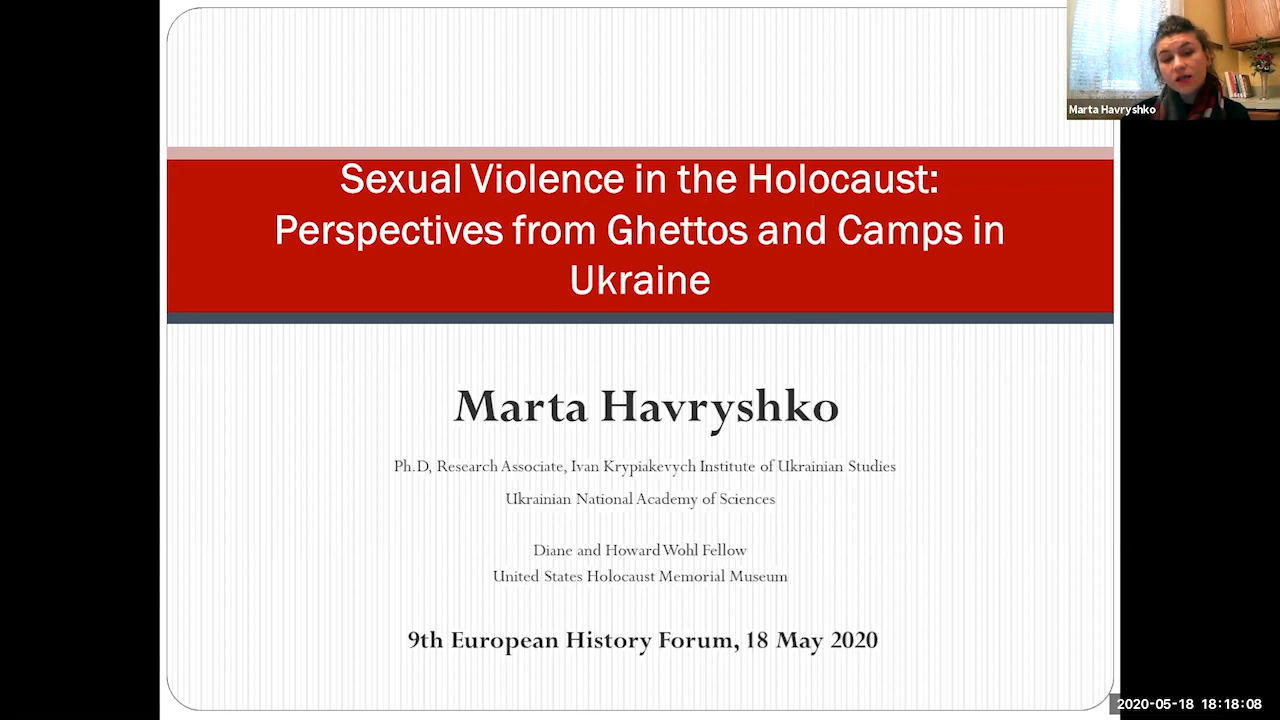 Marta Havryshko
Sexual Violence in the Holocaust:
Perspectives from Ghettos and Camps in
Ukraine
Marta Havryshko
Ph.D, Research Associate, Ivan Krypiakevych Institute of Ukrainian Studies
Ukrainian National Academy of Sciences
Diane and Howard Wohl Fellow
United States Holocaust Memorial Museum
9th European History Forum, 18 May 2020
2020-05-18 18:18:08